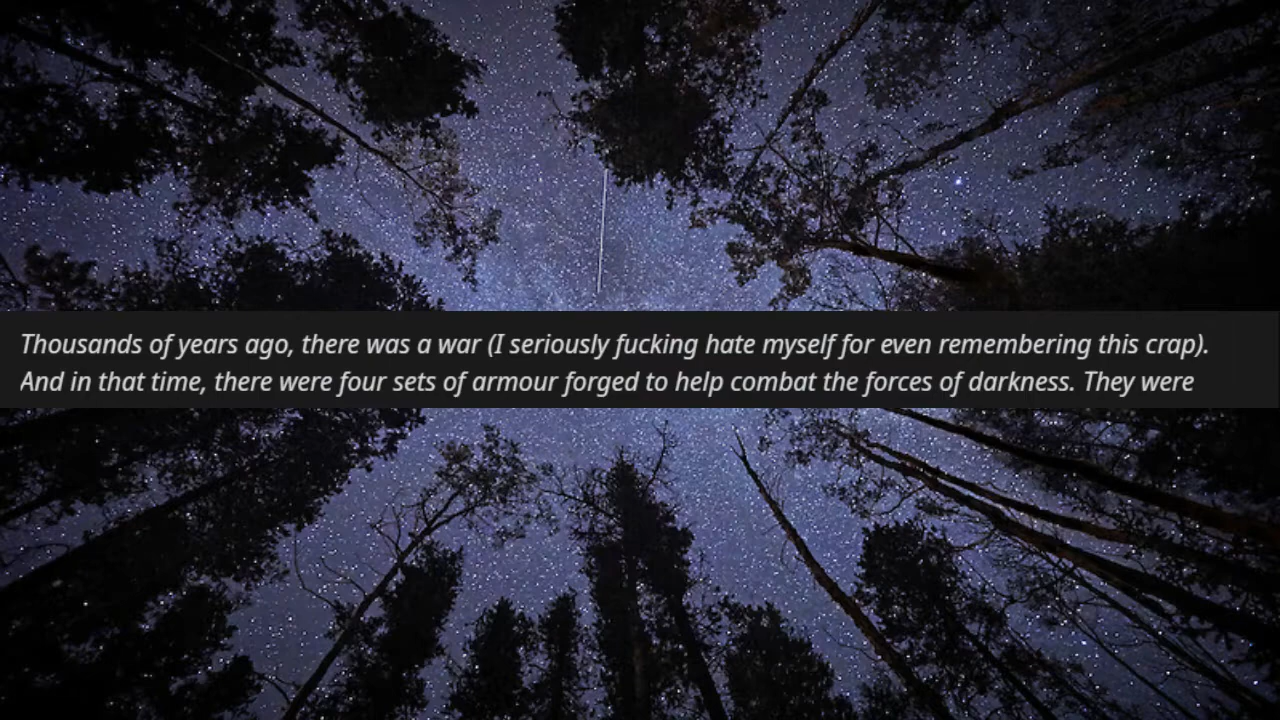 Thousands of years ago, there was a war (I seriously fucking hate myself for even remembering this crap).
And in that time, there were four sets of armour forged to help combat the forces of darkness. They were